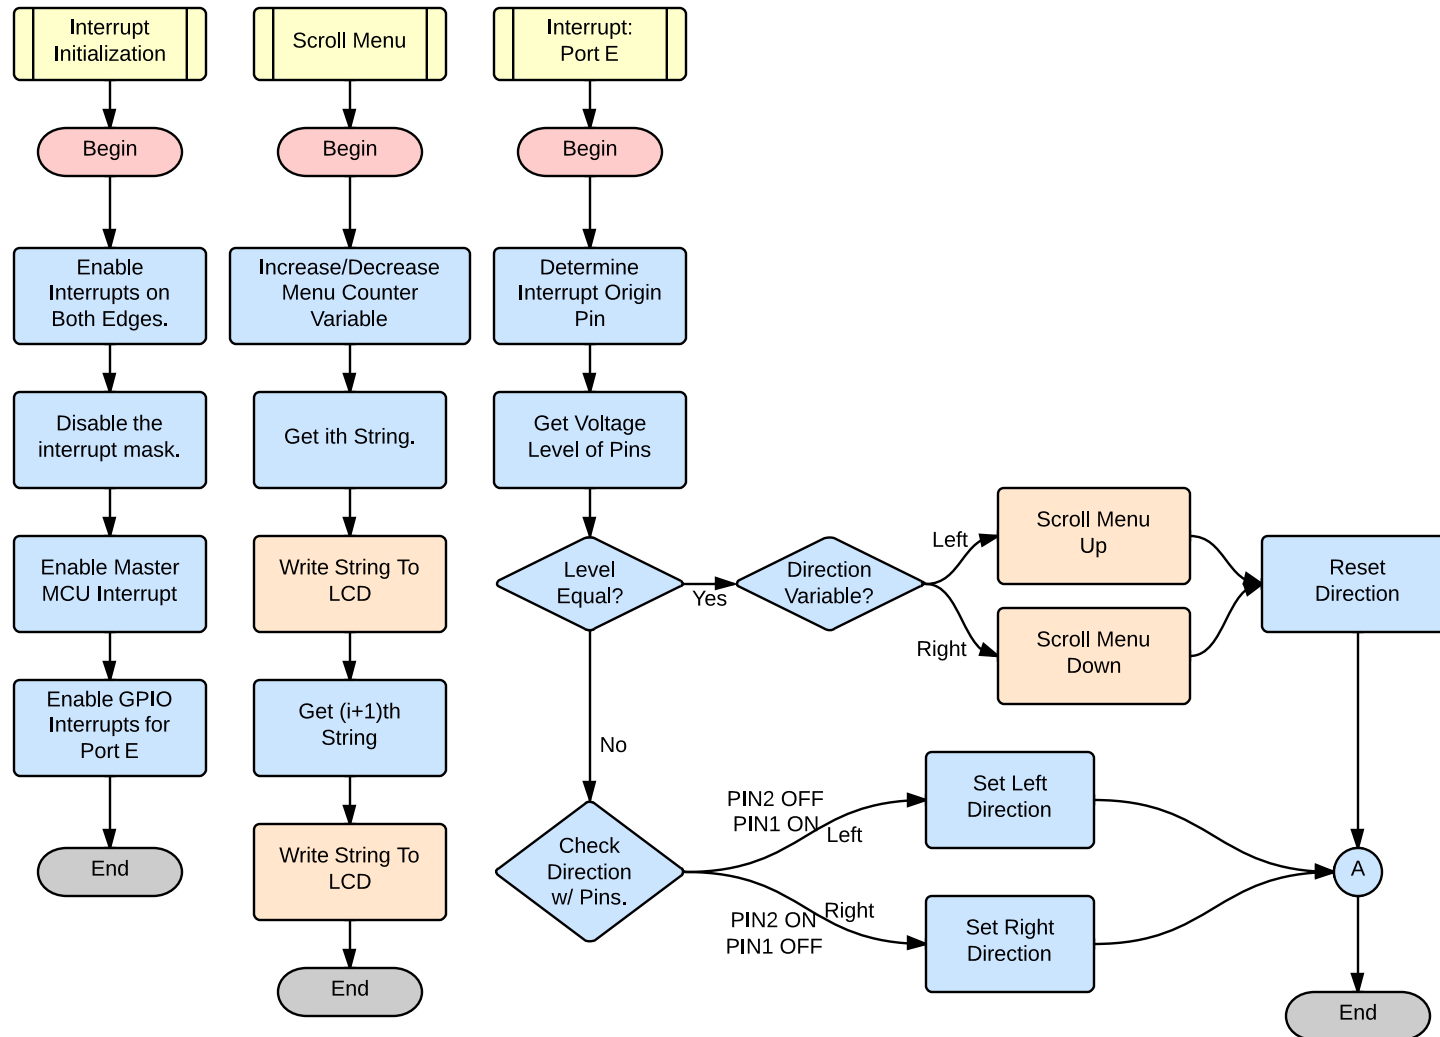 Interrupt
Initialization
Begin
Enable
Interrupts on
Both Edges.
Disable the
interrupt mask.
Enable Master
MCU Interrupt
Enable GPIO
Interrupts for
Port E
End
Scroll Menu
Begin
Increase/Decrease
Menu Counter
Variable
Get ith String.
Write String To
LCD
Get (i+1)th
String
Write String To
LCD
End
Interrupt:
Port E
Begin
Determine
Interrupt Origin
Pin
Get Voltage
Level of Pins
Level
Equal?
Yes
Direction
Variable?
Left
Scroll Menu
Up
Right
Scroll Menu
Down
Reset
Direction
No
Check
Direction
w/ Pins.
PIN2 OFF
PIN1 ON
Left
Set Left
Direction
Right
PIN2 ON
PIN1 OFF
Set Right
Direction
A
End